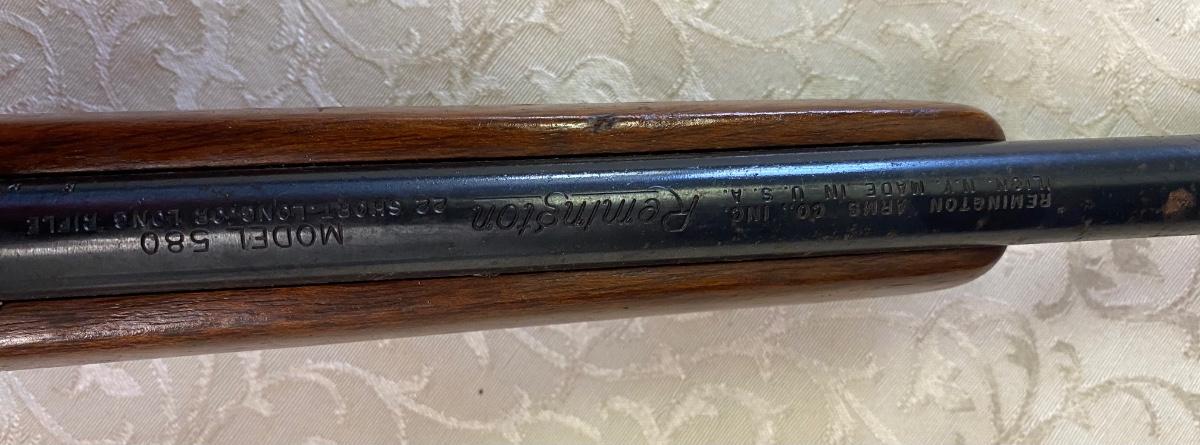 REMINGTON ARMS CO. INC.
ILION. N.Y. MADE IN U.S.A.
Remington
22 SHORT-LONG-OR LONG RIFLE
MODEL 580